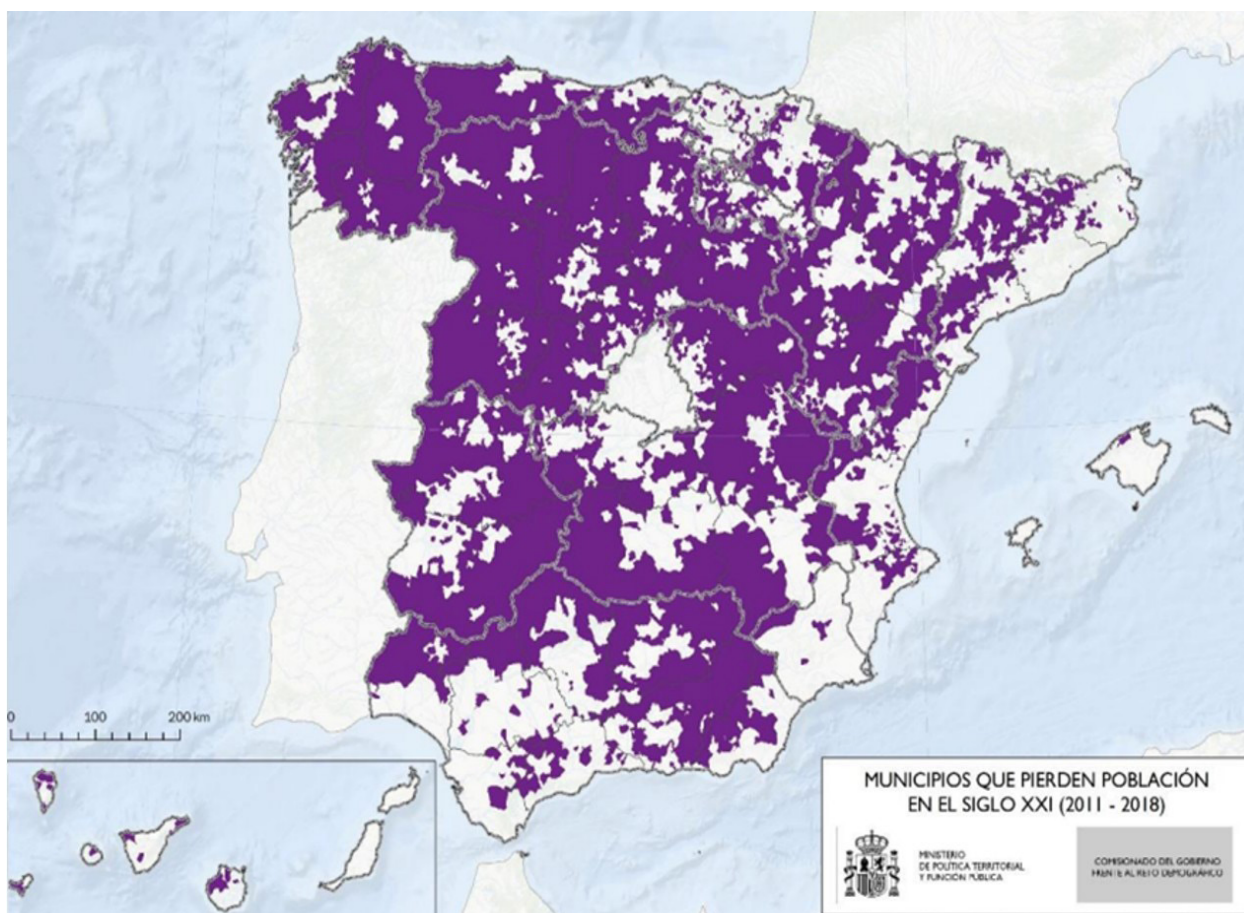 0 100 200 km
MUNICIPIOS QUE PIERDEN POBLACIÓN
EN EL SIGLO XXI (2011 - 2018)
MINISTERIO
DE POLÍTICA TERRITORIAL
Y FUNCIÓN PÚBLICA
COMISIONADO DEL GOBIERNO
FRENTE AL RETO DEMOGRÁFICO